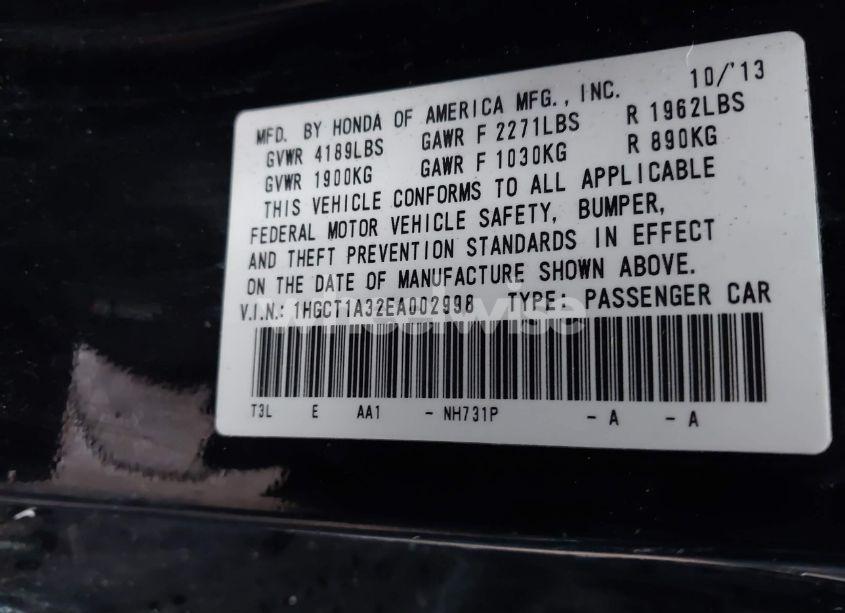 MFD. BY HONDA OF AMERICA MFG., INC. 10/'13
GVWR 4189LBS GAWR F 2271LBS R 1962LBS
GVWR 1900KG GAWR F 1030KG R 890KG
THIS VEHICLE CONFORMS TO ALL APPLICABLE
FEDERAL MOTOR VEHICLE SAFETY, BUMPER,
AND THEFT PREVENTION STANDARDS IN EFFECT
ON THE DATE OF MANUFACTURE SHOWN ABOVE.
V.I.N.: 1HGCT1A32EA002998 TYPE: PASSENGER CAR
wheelwise
T3L E AA1 - NH731P - A - A